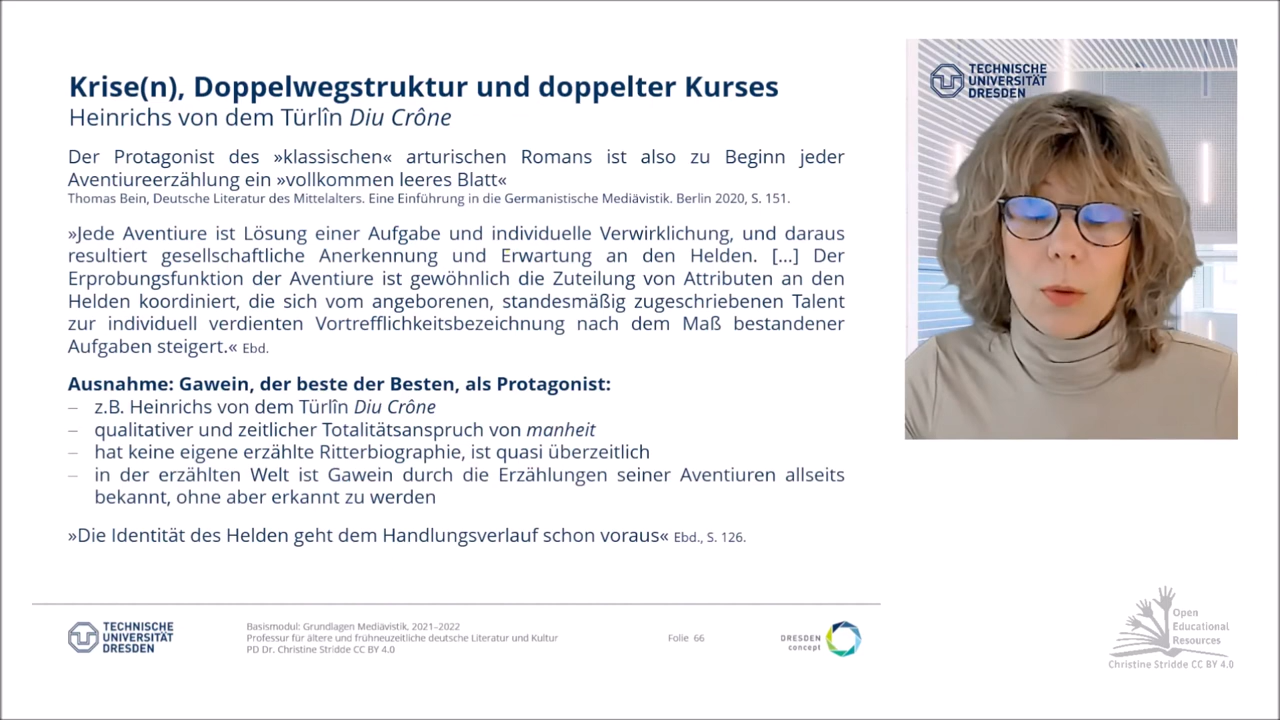 Krise(n), Doppelwegstruktur und doppelter Kurses
Heinrichs von dem Türlîn Diu Crône
Der Protagonist des »klassischen« arturischen Romans ist also zu Beginn jeder
Aventiureerzählung ein »vollkommen leeres Blatt«
Thomas Bein, Deutsche Literatur des Mittelalters. Eine Einführung in die Germanistische Mediävistik. Berlin 2020, S. 151.
»Jede Aventiure ist Lösung einer Aufgabe und individuelle Verwirklichung, und daraus
resultiert gesellschaftliche Anerkennung und Erwartung an den Helden. [...] Der
Erprobungsfunktion der Aventiure ist gewöhnlich die Zuteilung von Attributen an den
Helden koordiniert, die sich vom angeborenen, standesmäßig zugeschriebenen Talent
zur individuell verdienten Vortrefflichkeitsbezeichnung nach dem Maß bestandener
Aufgaben steigert.« Ebd.
Ausnahme: Gawein, der beste der Besten, als Protagonist:
– z.B. Heinrichs von dem Türlîn Diu Crône
– qualitativer und zeitlicher Totalitätsanspruch von manheit
– hat keine eigene erzählte Ritterbiographie, ist quasi überzeitlich
– in der erzählten Welt ist Gawein durch die Erzählungen seiner Aventiuren allseits
bekannt, ohne aber erkannt zu werden
»Die Identität des Helden geht dem Handlungsverlauf schon voraus« Ebd., S. 126.
TECHNISCHE
UNIVERSITÄT
DRESDEN
Basismodul: Grundlagen Mediävistik, 2021–2022
Professur für ältere und frühneuzeitliche deutsche Literatur und Kultur
PD Dr. Christine Stridde CC BY 4.0
Folie 66
DRESDEN
concept
TECHNISCHE
UNIVERSITÄT
DRESDEN
Open
Educational
Resources
Christine Stridde CC BY 4.0